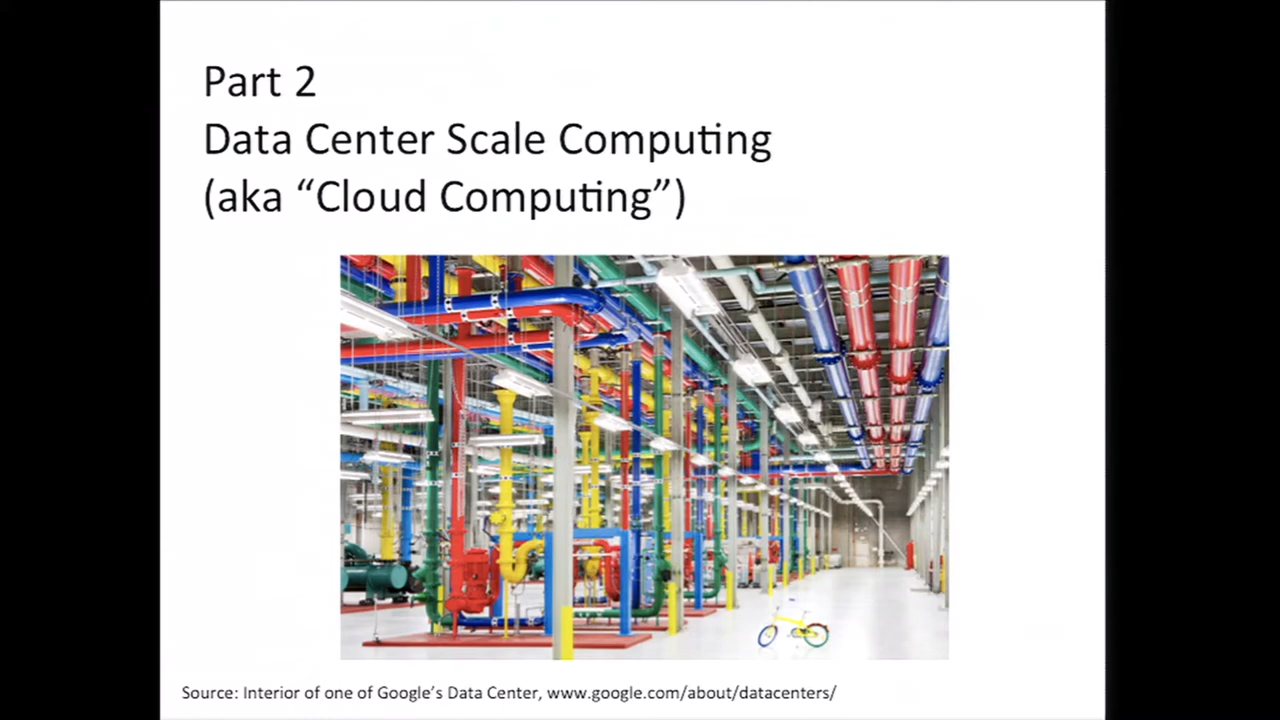 Part 2
Data Center Scale Computing
(aka “Cloud Computing”)
Source: Interior of one of Google’s Data Center, www.google.com/about/datacenters/